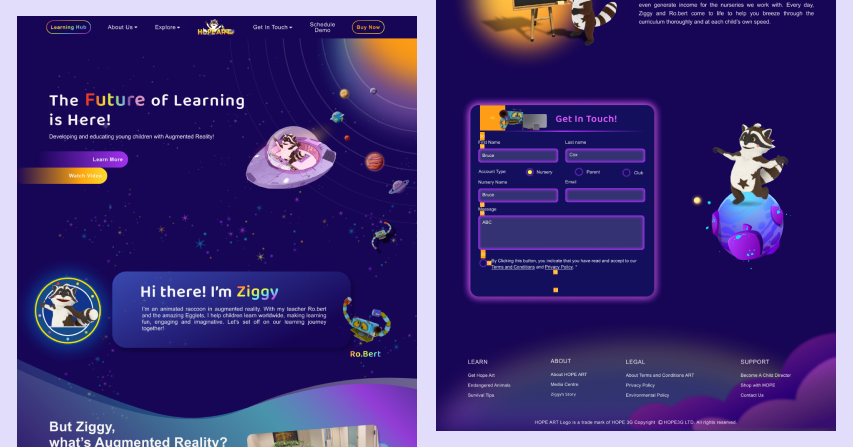 Learning Hub
About Us
Explore
HOPE ART
Get In Touch
Schedule
Demo
Buy Now
The Future of Learning
is Here!
Developing and educating young children with Augmented Reality!
Learn More
Watch Video
Hi there! I'm Ziggy
I'm an animated raccoon in augmented reality. With my teacher Ro.bert
and the amazing Egglets, I help children learn worldwide, making learning
fun, engaging and imaginative. Let's set off on our learning journey
together!
Ro.Bert
But Ziggy,
what's Augmented Reality?
even generate income for the nurseries we work with. Every day,
Ziggy and Ro.bert come to life to help you breeze through the
curriculum thoroughly and at each child's own speed.
Get In Touch!
First Name
Last name
Bruce
Cox
Account Type
Nursery
Parent
Club
Nursery Name
Email
Bruce
Message
ABC
By Clicking this button, you indicate that you have read and accept to our
Terms and Conditions and Privacy Policy. *
LEARN
ABOUT
LEGAL
SUPPORT
Get Hope Art
About HOPE ART
About Terms and Conditions ART
Become A Child Director
Endangered Animals
Media Centre
Privacy Policy
Shop with HOPE
Survival Tips
Ziggys Story
Environmental Policy
Contact Us
HOPE ART Logo is a trade mark of HOPE 3G Copyright © HOPE3G LTD. All rights reserved.